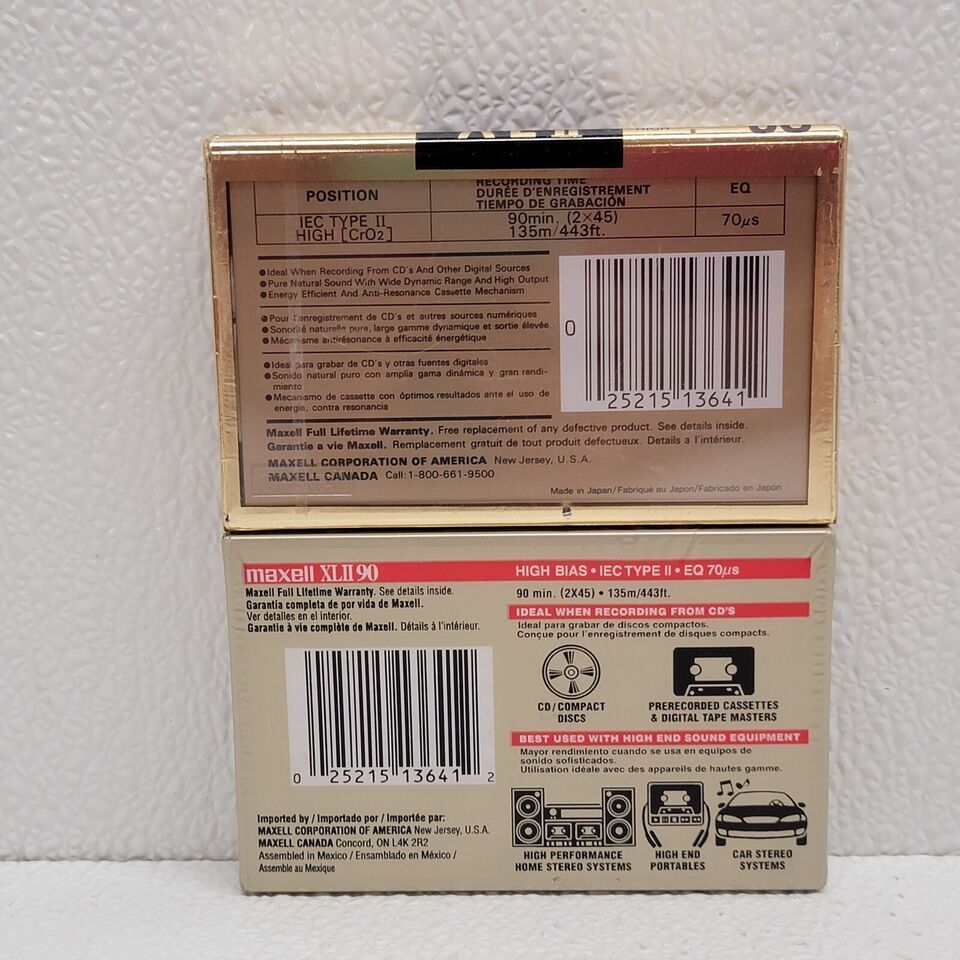 XLII HIGH
POSITION
RECORDING TIME
DURÉE D'ENREGISTREMENT
TIEMPO DE GRABACIÓN
EQ
IEC TYPE II
HIGH [CrO2]
90min. (2×45)
135m/443ft.
70μs
●Ideal When Recording From CD's And Other Digital Sources
●Pure Natural Sound With Wide Dynamic Range And High Output
●Energy Efficient And Anti-Resonance Cassette Mechanism
●Pour l'enregistrement de CD's et autres sources numériques
●Sonorité naturelle pure, large gamme dynamique et sortie élevée
●Mécanisme antirésonance à efficacité énergétique
●Ideal para grabar de CD's y otras fuentes digitales
●Sonido natural puro con amplia gama dinámica y gran rendi-
miento
●Mecanismo de cassette con óptimos resultados ante el uso de
energia, contra resonancia
0 25215 13641
Maxell Full Lifetime Warranty. Free replacement of any defective product. See details inside.
Garantie a vie Maxell. Remplacement gratuit de tout produit defectueux. Details a l'intérieur.
MAXELL CORPORATION OF AMERICA New Jersey, U.S.A.
MAXELL CANADA Call:1-800-661-9500
Made in Japan/Fabriqué au Japon/Fabricado en Japón
maxell XLII90
HIGH BIAS • IEC TYPE II • EQ 70μs
Maxell Full Lifetime Warranty. See details inside.
Garantía completa de por vida de Maxell.
Ver detalles en el interior.
Garantie à vie complète de Maxell. Détails à l'intérieur.
0 25215 13641 2
Imported by / Importado por / Importée par:
MAXELL CORPORATION OF AMERICA New Jersey, U.S.A.
MAXELL CANADA Concord, ON L4K 2R2
Assembled in Mexico / Ensamblado en México /
Assemble au Mexique
90 min. (2X45) • 135m/443ft.
IDEAL WHEN RECORDING FROM CD'S
Ideal para grabar de discos compactos.
Conçue pour l'enregistrement de disques compacts.
CD/COMPACT
DISCS
PRERECORDED CASSETTES
& DIGITAL TAPE MASTERS
BEST USED WITH HIGH END SOUND EQUIPMENT
Mayor rendimiento cuando se usa en equipos de
sonido sofisticados.
Utilisation idéale avec des appareils de hautes gamme.
HIGH PERFORMANCE
HOME STEREO SYSTEMS
HIGH END
PORTABLES
CAR STEREO
SYSTEMS